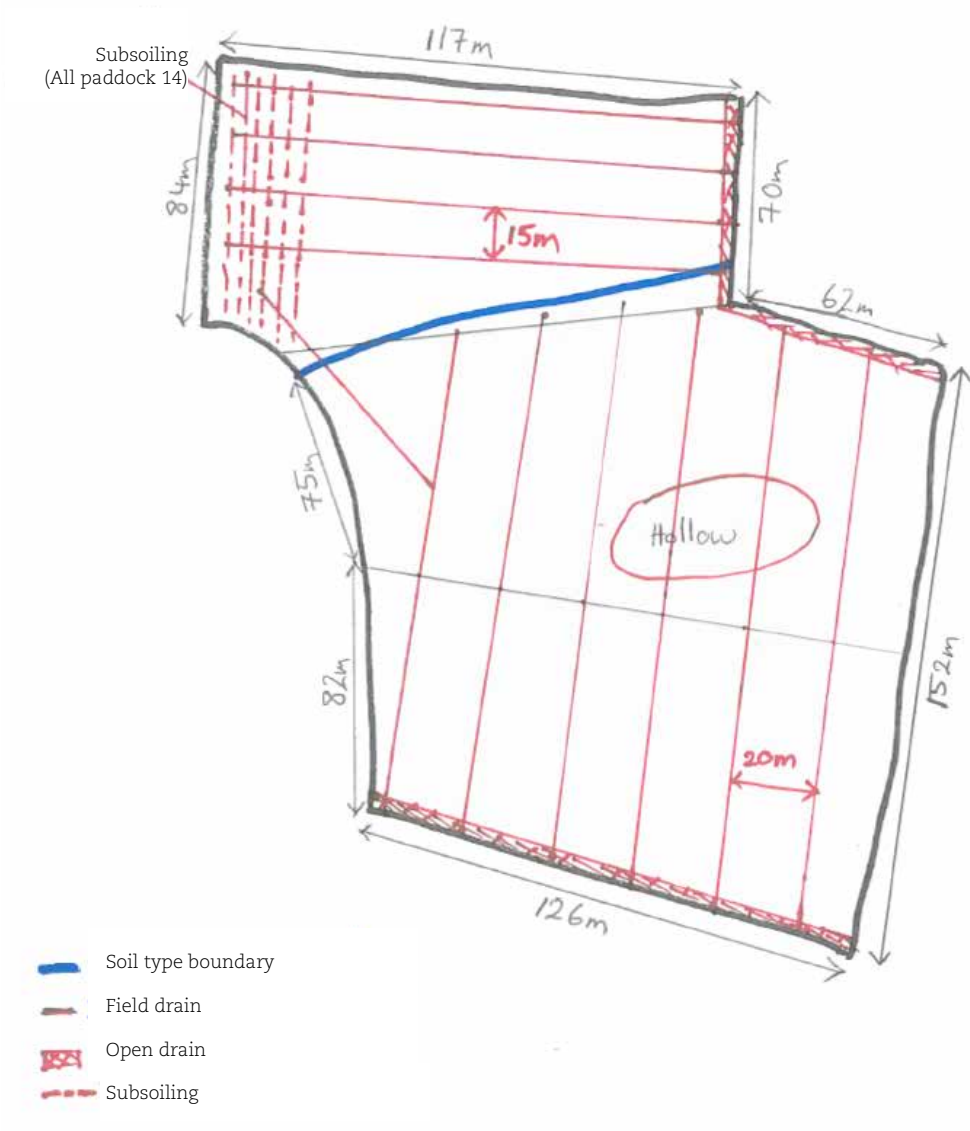 117m
Subsoiling
(All paddock 14)
84m
70m
15m
62m
75m
Hollow
82m
152m
20m
126m
Soil type boundary
Field drain
Open drain
Subsoiling